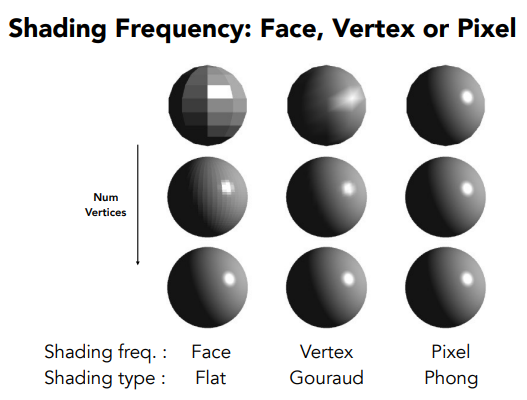 Shading Frequency: Face, Vertex or Pixel
Num
Vertices
Shading freq. : Face Vertex Pixel
Shading type : Flat Gouraud Phong